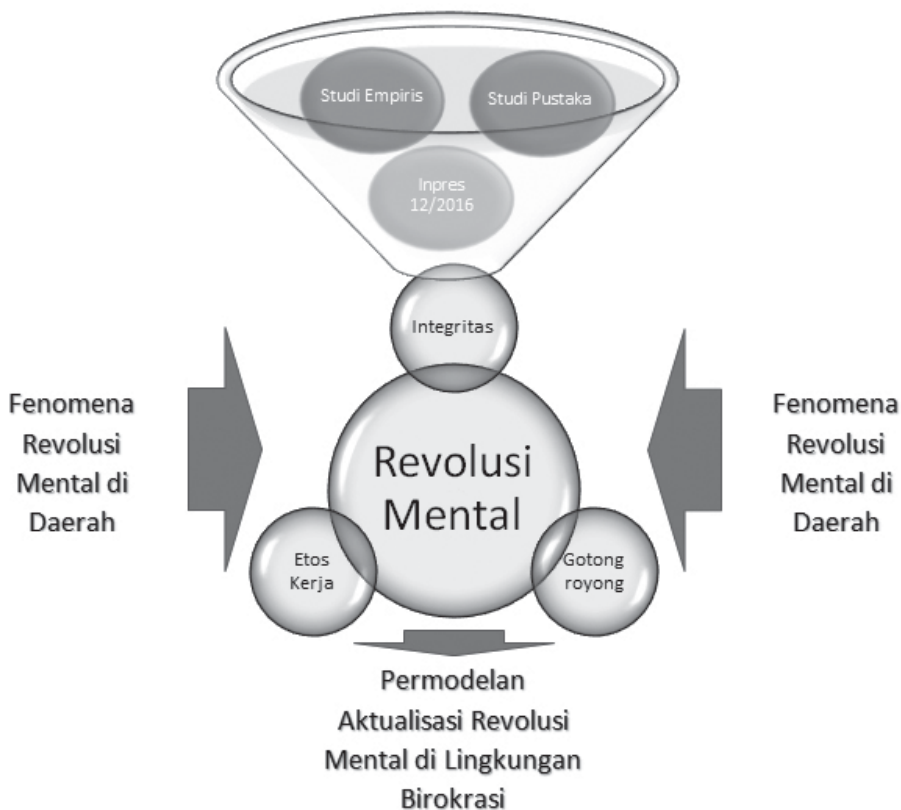 Studi Empiris
Studi Pustaka
Inpres
12/2016
Integritas
Fenomena
Revolusi
Mental di
Daerah
Revolusi
Mental
Fenomena
Revolusi
Mental di
Daerah
Etos
Kerja
Gotong
royong
Permodelan
Aktualisasi Revolusi
Mental di Lingkungan
Birokrasi